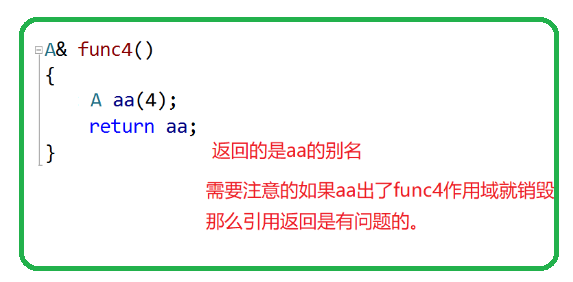 A& func4()
{
    A aa(4);
    return aa;
}
返回的是aa的别名
需要注意的如果aa出了func4作用域就销毁
那么引用返回是有问题的。